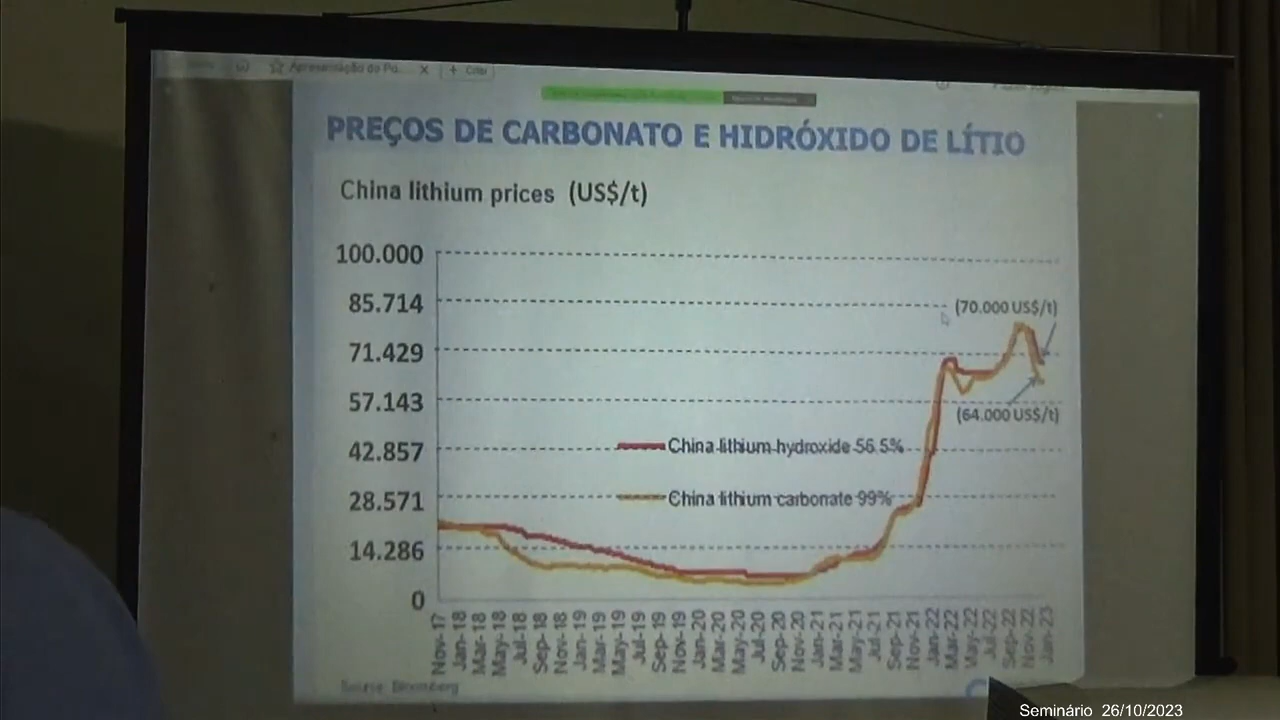 Apresentação do Po...
PREÇOS DE CARBONATO E HIDRÓXIDO DE LÍTIO
China lithium prices (US$/t)
100.000
85.714
71.429
57.143
42.857
28.571
14.286
0
(70.000 US$/t)
(64.000 US$/t)
China lithium hydroxide 56.5%
China lithium carbonate 99%
Nov-17
Jan-18
Mar-18
May-18
Jul-18
Sep-18
Nov-18
Jan-19
Mar-19
May-19
Jul-19
Sep-19
Nov-19
Jan-20
Mar-20
May-20
Jul-20
Sep-20
Nov-20
Jan-21
Mar-21
May-21
Jul-21
Sep-21
Nov-21
Jan-22
Mar-22
May-22
Jul-22
Sep-22
Nov-22
Jan-23
Source: Bloomberg
Seminário 26/10/2023